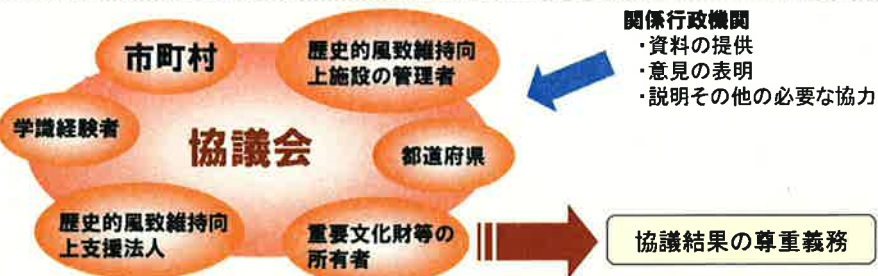 関係行政機関
・資料の提供
・意見の表明
・説明その他の必要な協力
市町村
歴史的風致維持向
上施設の管理者
学識経験者
協議会
都道府県
歴史的風致維持向
上支援法人
重要文化財等の
所有者
協議結果の尊重義務